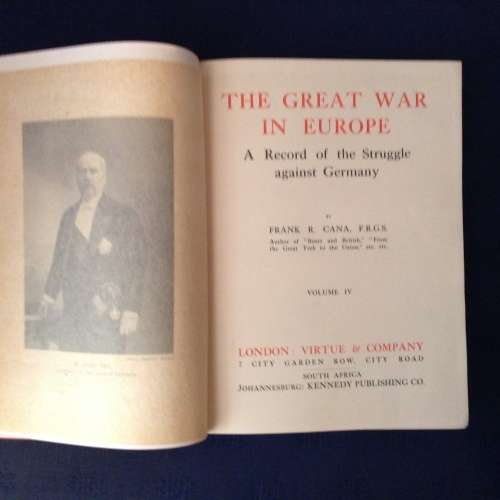 THE GREAT WAR
IN EUROPE
A Record of the Struggle
against Germany
BY
FRANK R. CANA, F.R.G.S.
Author of "Boers and British," "From
the Great Trek to the Union," etc. etc.
VOLUME IV
LONDON: VIRTUE & COMPANY
7 CITY GARDEN ROW, CITY ROAD
SOUTH AFRICA
JOHANNESBURG: KENNEDY PUBLISHING CO.